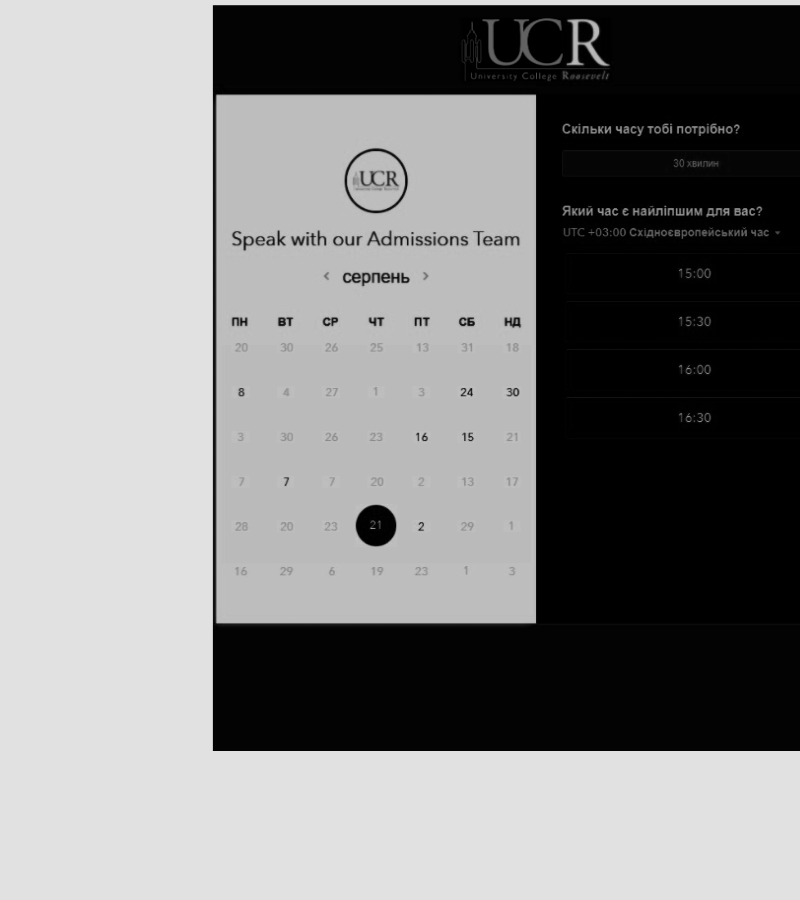 UCR
University College Roosevelt
UCR
Speak with our Admissions Team
серпень
ПН ВТ СР ЧТ ПТ СБ НД
20 30 26 25 13 31 18
8 4 27 1 3 24 30
3 30 26 23 16 15 21
7 7 7 20 2 13 17
28 20 23 21 2 29 1
16 29 6 19 23 1 3
Скільки часу тобі потрібно?
30 хвилин
Який час є найліпшим для вас?
UTC +03:00 Східноєвропейський час
15:00
15:30
16:00
16:30